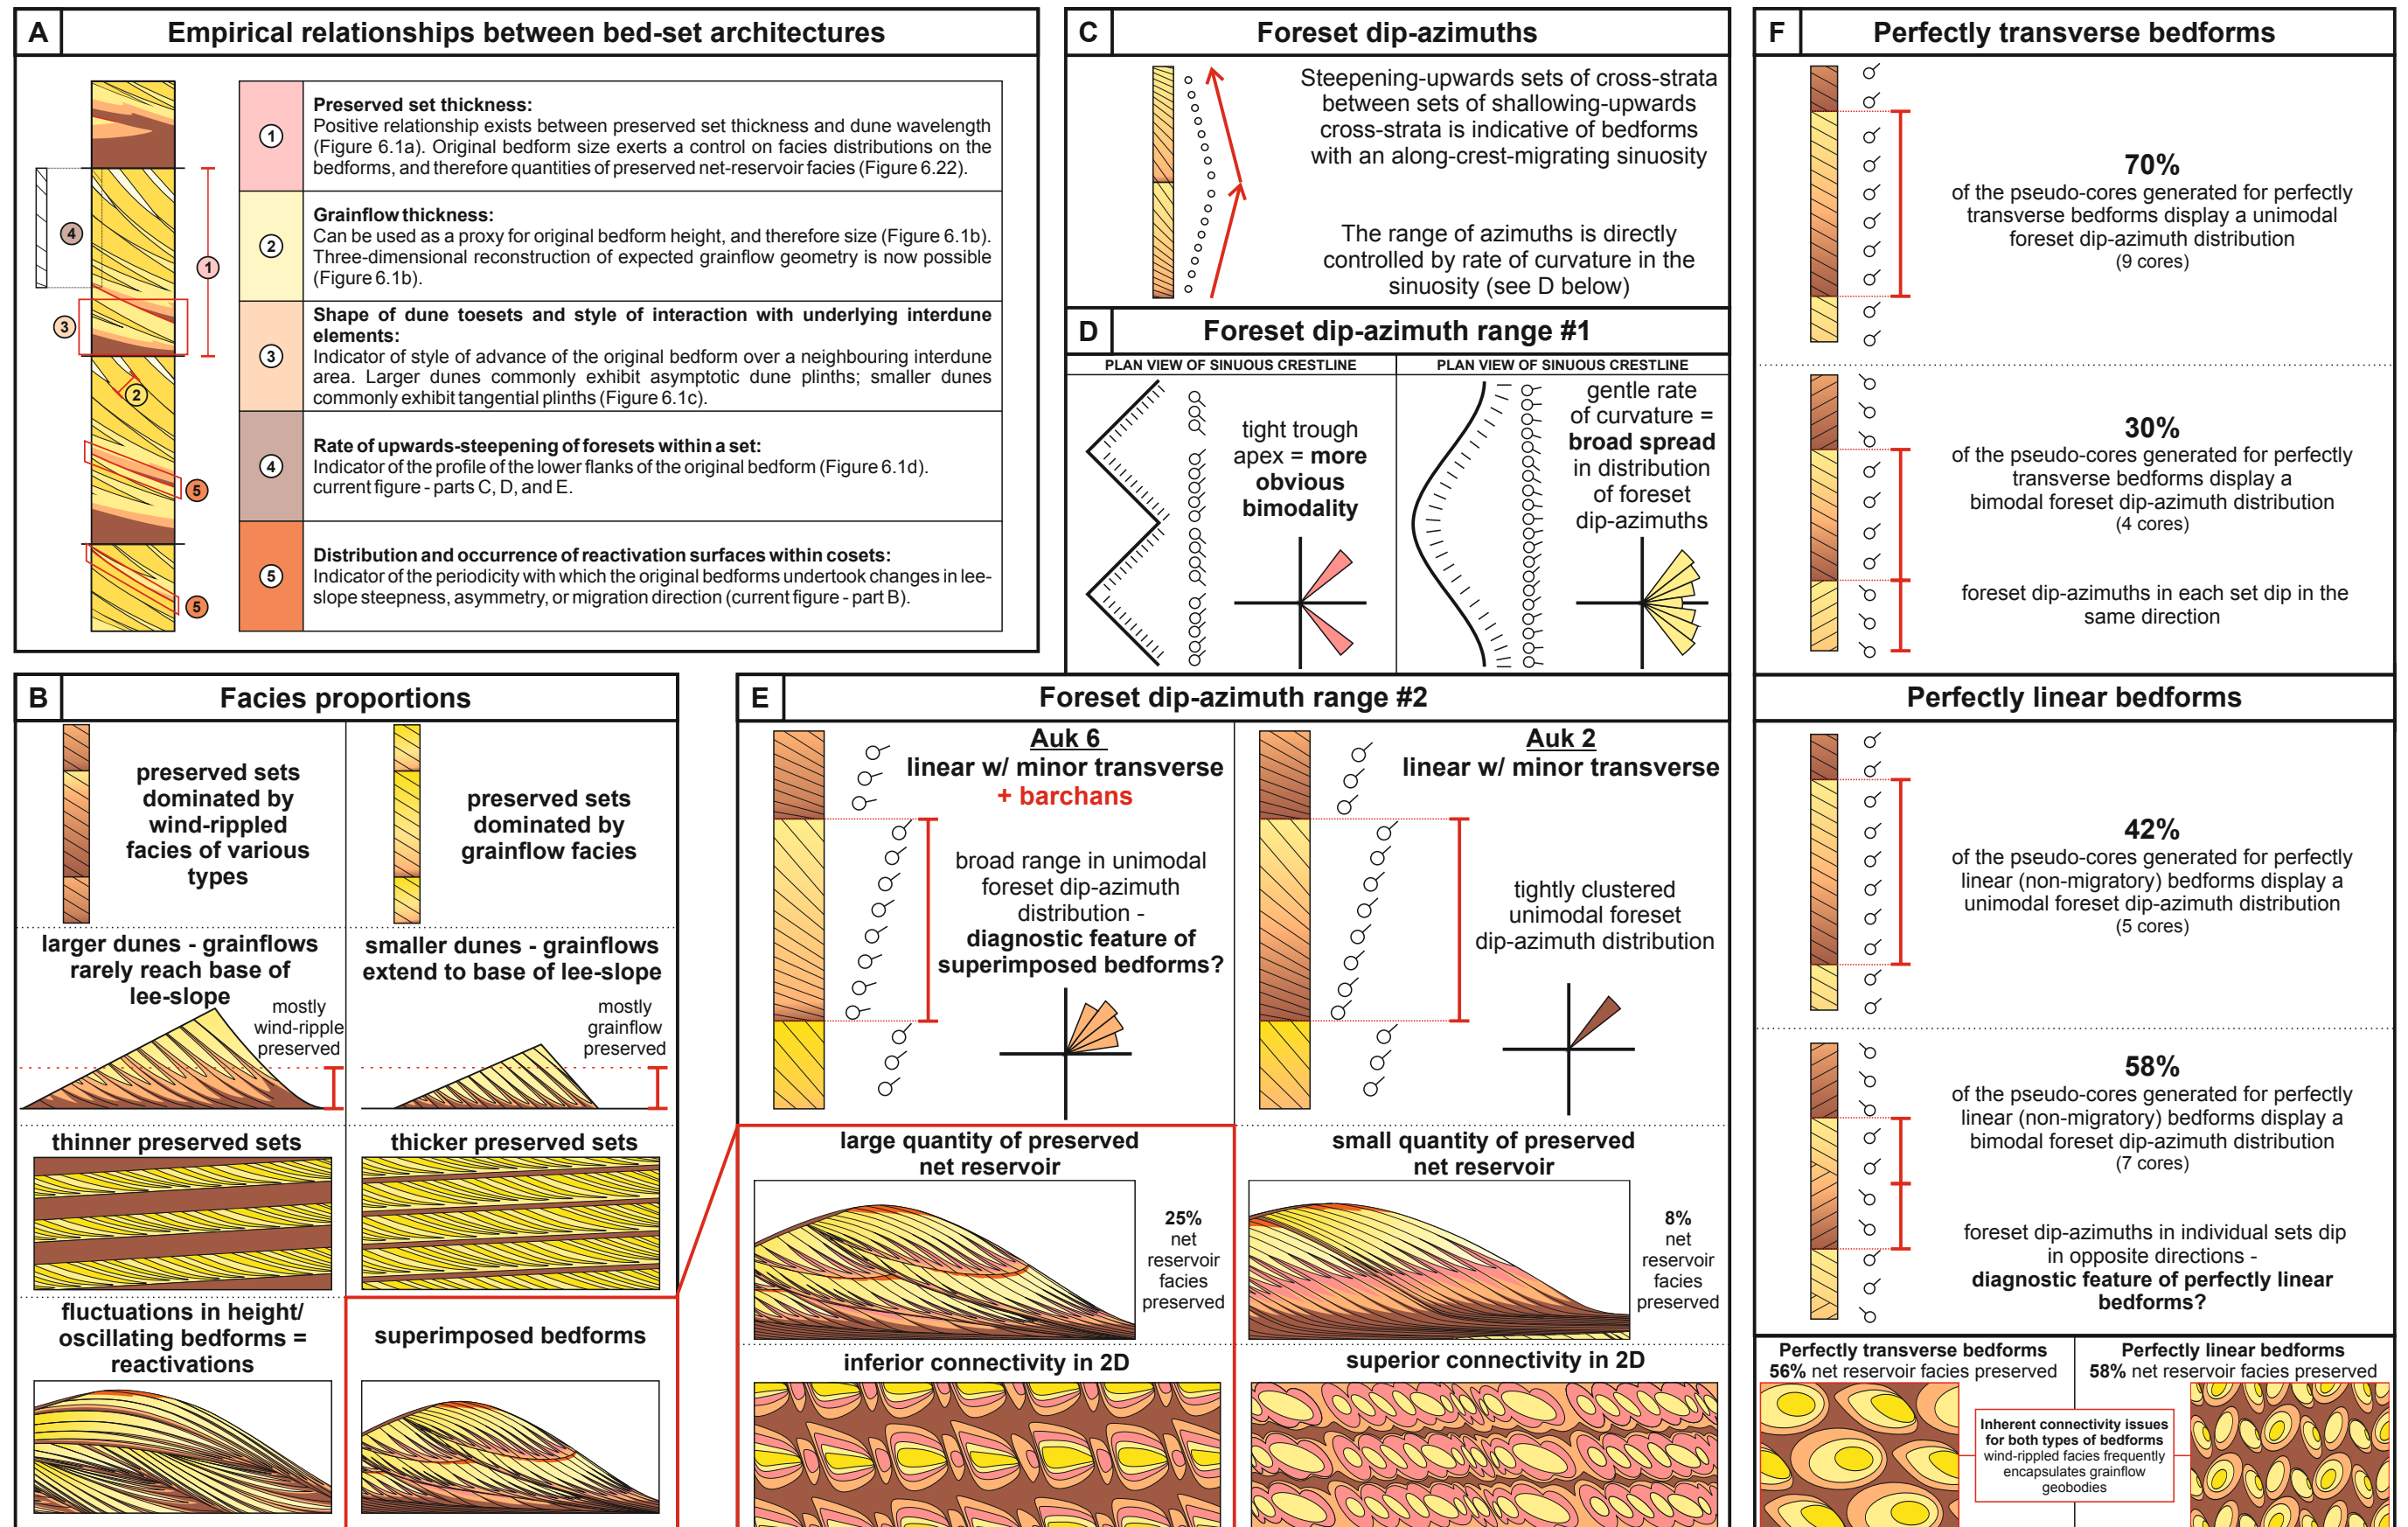 A
Empirical relationships between bed-set architectures
1
Preserved set thickness:
Positive relationship exists between preserved set thickness and dune wavelength
(Figure 6.1a). Original bedform size exerts a control on facies distributions on the
bedforms, and therefore quantities of preserved net-reservoir facies (Figure 6.22).
2
Grainflow thickness:
Can be used as a proxy for original bedform height, and therefore size (Figure 6.1b).
Three-dimensional reconstruction of expected grainflow geometry is now possible
(Figure 6.1b).
3
Shape of dune toesets and style of interaction with underlying interdune
elements:
Indicator of style of advance of the original bedform over a neighbouring interdune
area. Larger dunes commonly exhibit asymptotic dune plinths; smaller dunes
commonly exhibit tangential plinths (Figure 6.1c).
4
Rate of upwards-steepening of foresets within a set:
Indicator of the profile of the lower flanks of the original bedform (Figure 6.1d).
current figure - parts C, D, and E.
5
Distribution and occurrence of reactivation surfaces within cosets:
Indicator of the periodicity with which the original bedforms undertook changes in lee-
slope steepness, asymmetry, or migration direction (current figure - part B).
4
1
3
2
5
5
B
Facies proportions
preserved sets
dominated by
wind-rippled
facies of various
types
preserved sets
dominated by
grainflow facies
larger dunes - grainflows
rarely reach base of
lee-slope
mostly
wind-ripple
preserved
smaller dunes - grainflows
extend to base of lee-slope
mostly
grainflow
preserved
thinner preserved sets
thicker preserved sets
fluctuations in height/
oscillating bedforms =
reactivations
superimposed bedforms
C
Foreset dip-azimuths
Steepening-upwards sets of cross-strata
between sets of shallowing-upwards
cross-strata is indicative of bedforms
with an along-crest-migrating sinuosity
The range of azimuths is directly
controlled by rate of curvature in the
sinuosity (see D below)
D
Foreset dip-azimuth range #1
PLAN VIEW OF SINUOUS CRESTLINE
tight trough
apex = more
obvious
bimodality
PLAN VIEW OF SINUOUS CRESTLINE
gentle rate
of curvature =
broad spread
in distribution
of foreset
dip-azimuths
E
Foreset dip-azimuth range #2
Auk 6
linear w/ minor transverse
+ barchans
broad range in unimodal
foreset dip-azimuth
distribution -
diagnostic feature of
superimposed bedforms?
Auk 2
linear w/ minor transverse
tightly clustered
unimodal foreset
dip-azimuth distribution
large quantity of preserved
net reservoir
25%
net
reservoir
facies
preserved
small quantity of preserved
net reservoir
8%
net
reservoir
facies
preserved
inferior connectivity in 2D
superior connectivity in 2D
F
Perfectly transverse bedforms
70%
of the pseudo-cores generated for perfectly
transverse bedforms display a unimodal
foreset dip-azimuth distribution
(9 cores)
30%
of the pseudo-cores generated for perfectly
transverse bedforms display a
bimodal foreset dip-azimuth distribution
(4 cores)
foreset dip-azimuths in each set dip in the
same direction
Perfectly linear bedforms
42%
of the pseudo-cores generated for perfectly
linear (non-migratory) bedforms display a
unimodal foreset dip-azimuth distribution
(5 cores)
58%
of the pseudo-cores generated for perfectly
linear (non-migratory) bedforms display a
bimodal foreset dip-azimuth distribution
(7 cores)
foreset dip-azimuths in individual sets dip
in opposite directions -
diagnostic feature of perfectly linear
bedforms?
Perfectly transverse bedforms
56% net reservoir facies preserved
Perfectly linear bedforms
58% net reservoir facies preserved
Inherent connectivity issues
for both types of bedforms
wind-rippled facies frequently
encapsulates grainflow
geobodies